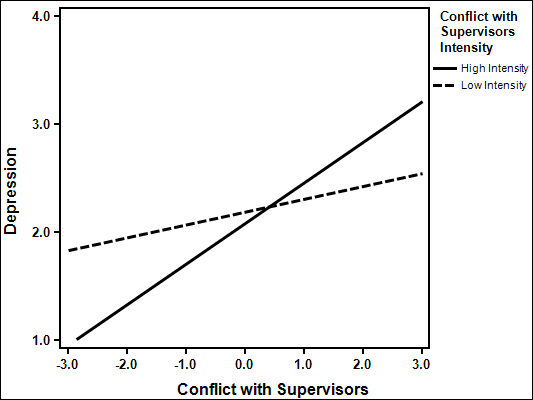 Conflict with
Supervisors
Intensity
High Intensity
Low Intensity
4.0
3.0
2.0
1.0
Depression
-3.0 -2.0 -1.0 0.0 1.0 2.0 3.0
Conflict with Supervisors